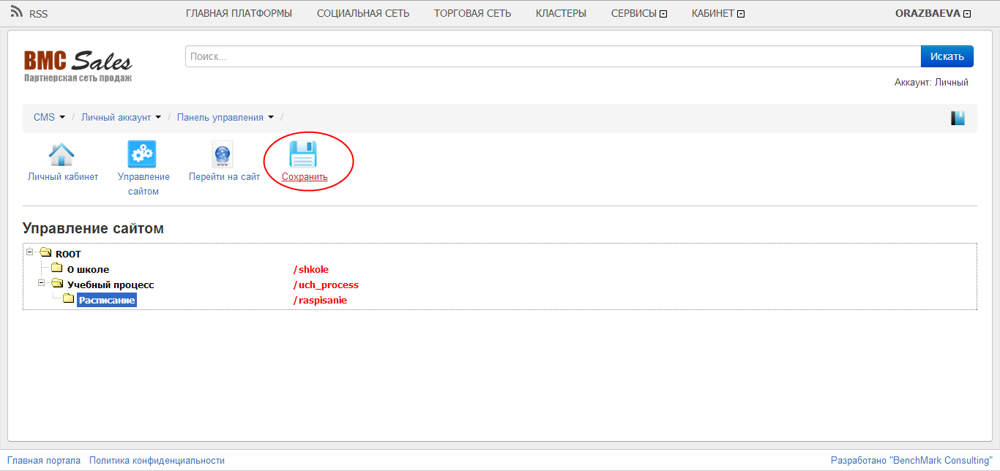 RSS ГЛАВНАЯ ПЛАТФОРМЫ СОЦИАЛЬНАЯ СЕТЬ ТОРГОВАЯ СЕТЬ КЛАСТЕРЫ СЕРВИСЫ КАБИНЕТ ORAZBAEVA
BMC Sales
Партнерская сеть продаж
Поиск... Искать
Аккаунт: Личный
CMS / Личный аккаунт / Панель управления /
Личный кабинет
Управление
сайтом
www
Перейти на сайт
Сохранить
Управление сайтом
ROOT
О школе /shkole
Учебный процесс /uch_process
Расписание /raspisanie
Главная портала Политика конфиденциальности Разработано "BenchMark Consulting"